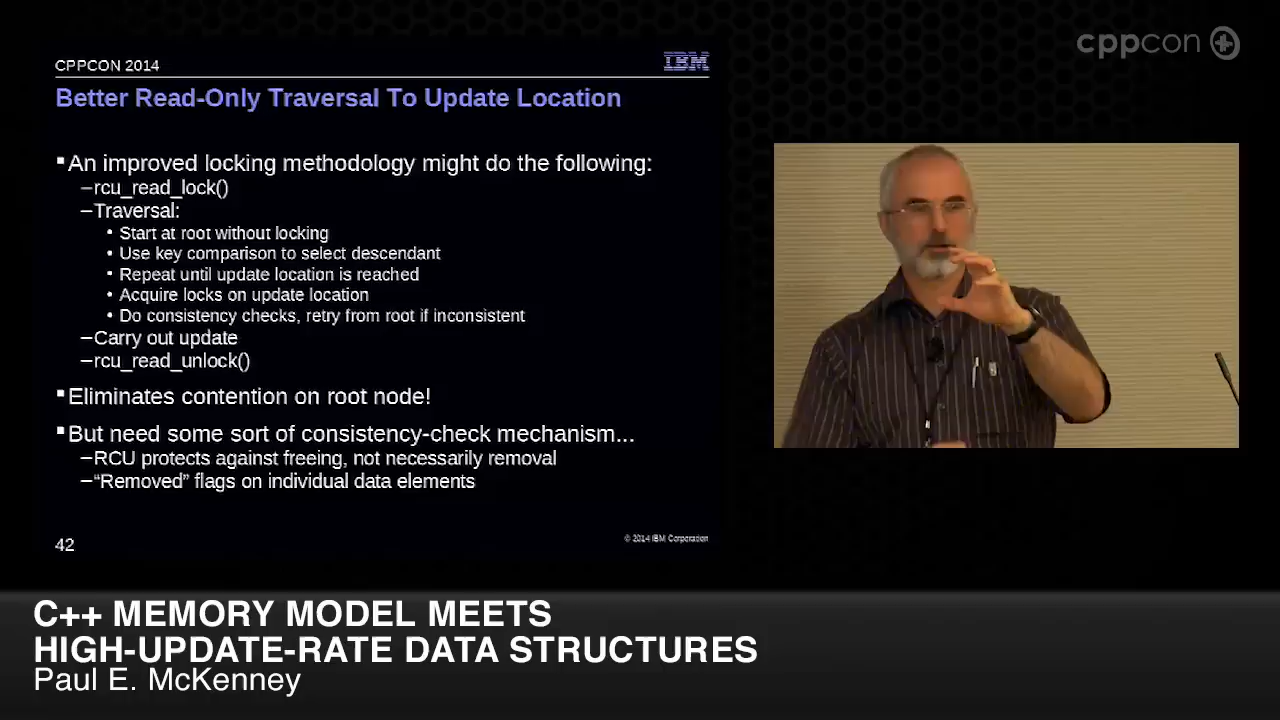 cppcon
CPPCON 2014
IBM
Better Read-Only Traversal To Update Location
▪An improved locking methodology might do the following:
–rcu_read_lock()
–Traversal:
• Start at root without locking
• Use key comparison to select descendant
• Repeat until update location is reached
• Acquire locks on update location
• Do consistency checks, retry from root if inconsistent
–Carry out update
–rcu_read_unlock()
▪Eliminates contention on root node!
▪But need some sort of consistency-check mechanism...
–RCU protects against freeing, not necessarily removal
–“Removed” flags on individual data elements
42
© 2014 IBM Corporation
C++ MEMORY MODEL MEETS
HIGH-UPDATE-RATE DATA STRUCTURES
Paul E. McKenney